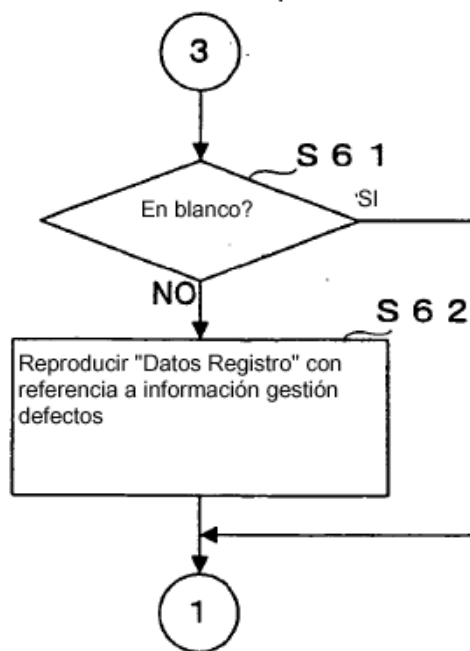 3
S 6 1
En blanco?
SI
NO
S 6 2
Reproducir "Datos Registro" con
referencia a información gestión
defectos
1